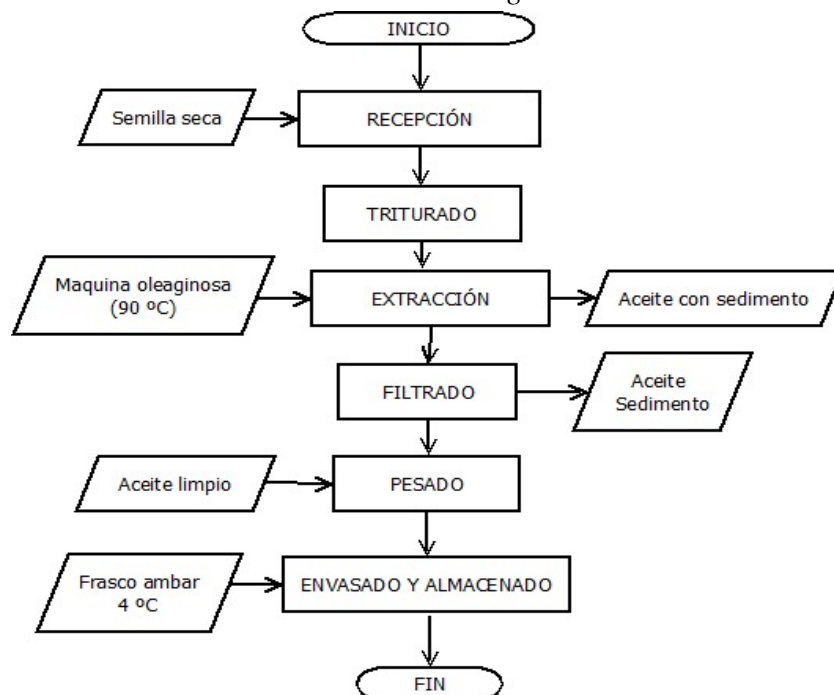 INICIO
Semilla seca
RECEPCIÓN
TRITURADO
Maquina oleaginosa
(90 ºC)
EXTRACCIÓN
Aceite con sedimento
FILTRADO
Aceite
Sedimento
Aceite limpio
PESADO
Frasco ambar
4 ºC
ENVASADO Y ALMACENADO
FIN